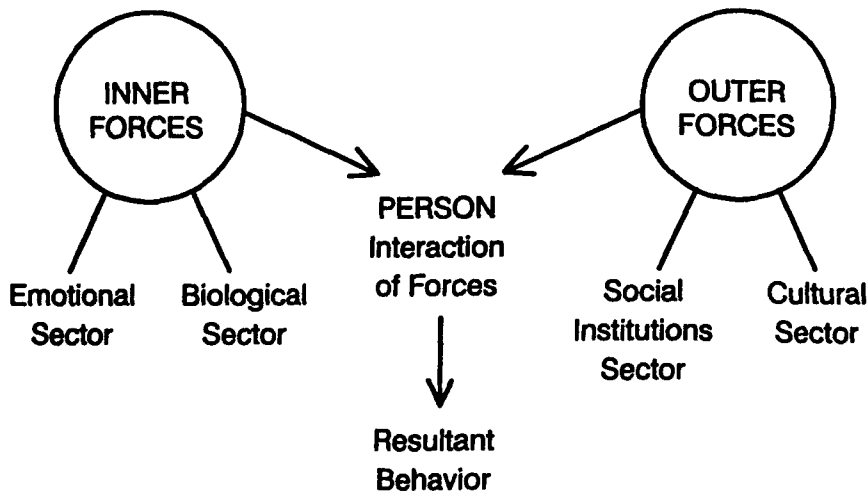 INNER
FORCES
OUTER
FORCES
PERSON
Interaction
of Forces
Emotional
Sector
Biological
Sector
Social
Institutions
Sector
Cultural
Sector
Resultant
Behavior